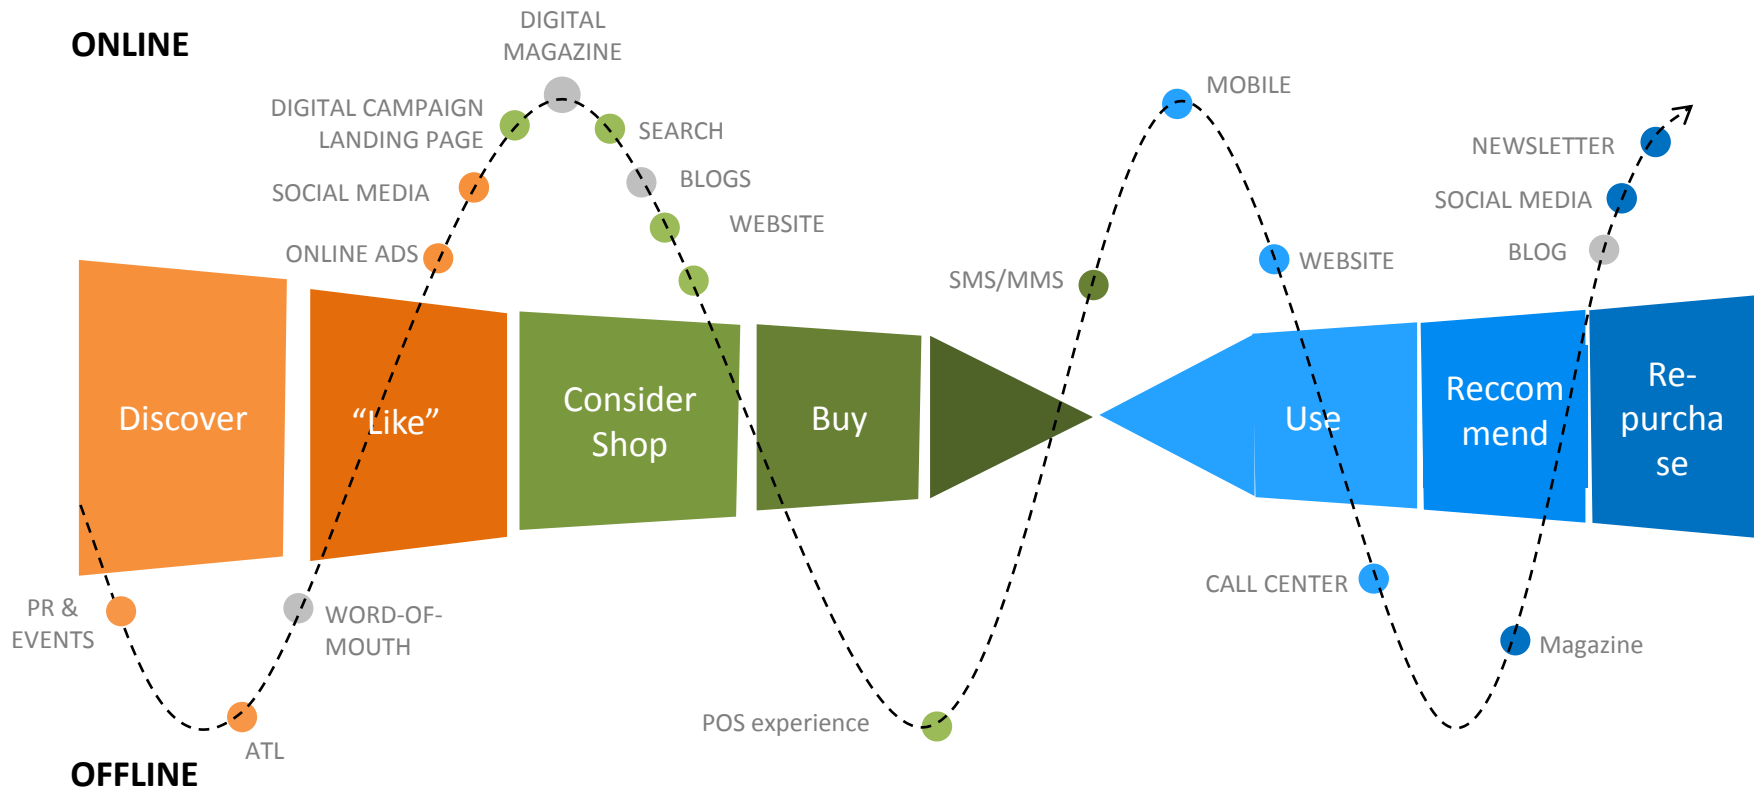 ONLINE
DIGITAL
MAGAZINE
DIGITAL CAMPAIGN
LANDING PAGE
SEARCH
SOCIAL MEDIA
BLOGS
ONLINE ADS
WEBSITE
SMS/MMS
MOBILE
WEBSITE
NEWSLETTER
SOCIAL MEDIA
BLOG
Discover
“Like”
Consider
Shop
Buy
Use
Reccom
mend
Re-
purcha
se
PR &
EVENTS
WORD-OF-
MOUTH
ATL
POS experience
CALL CENTER
Magazine
OFFLINE